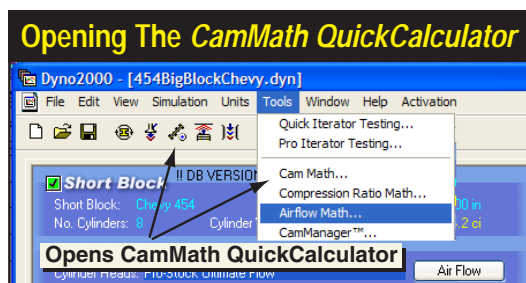 Opening The CamMath QuickCalculator
Dyno2000 - [454BigBlockChevy.dyn]
File Edit View Simulation Units Tools Window Help Activation
Quick Iterator Testing...
Pro Iterator Testing...
Cam Math...
Compression Ratio Math...
Airflow Math...
CamManager™...
Short Block !! DB VERSION
Short Block: Chevy 454 00 in
No. Cylinders: 8 Cylinder .2 ci
Opens CamMath QuickCalculator
Cylinder Heads: Pro-Stock Ultimate Flow Air Flow